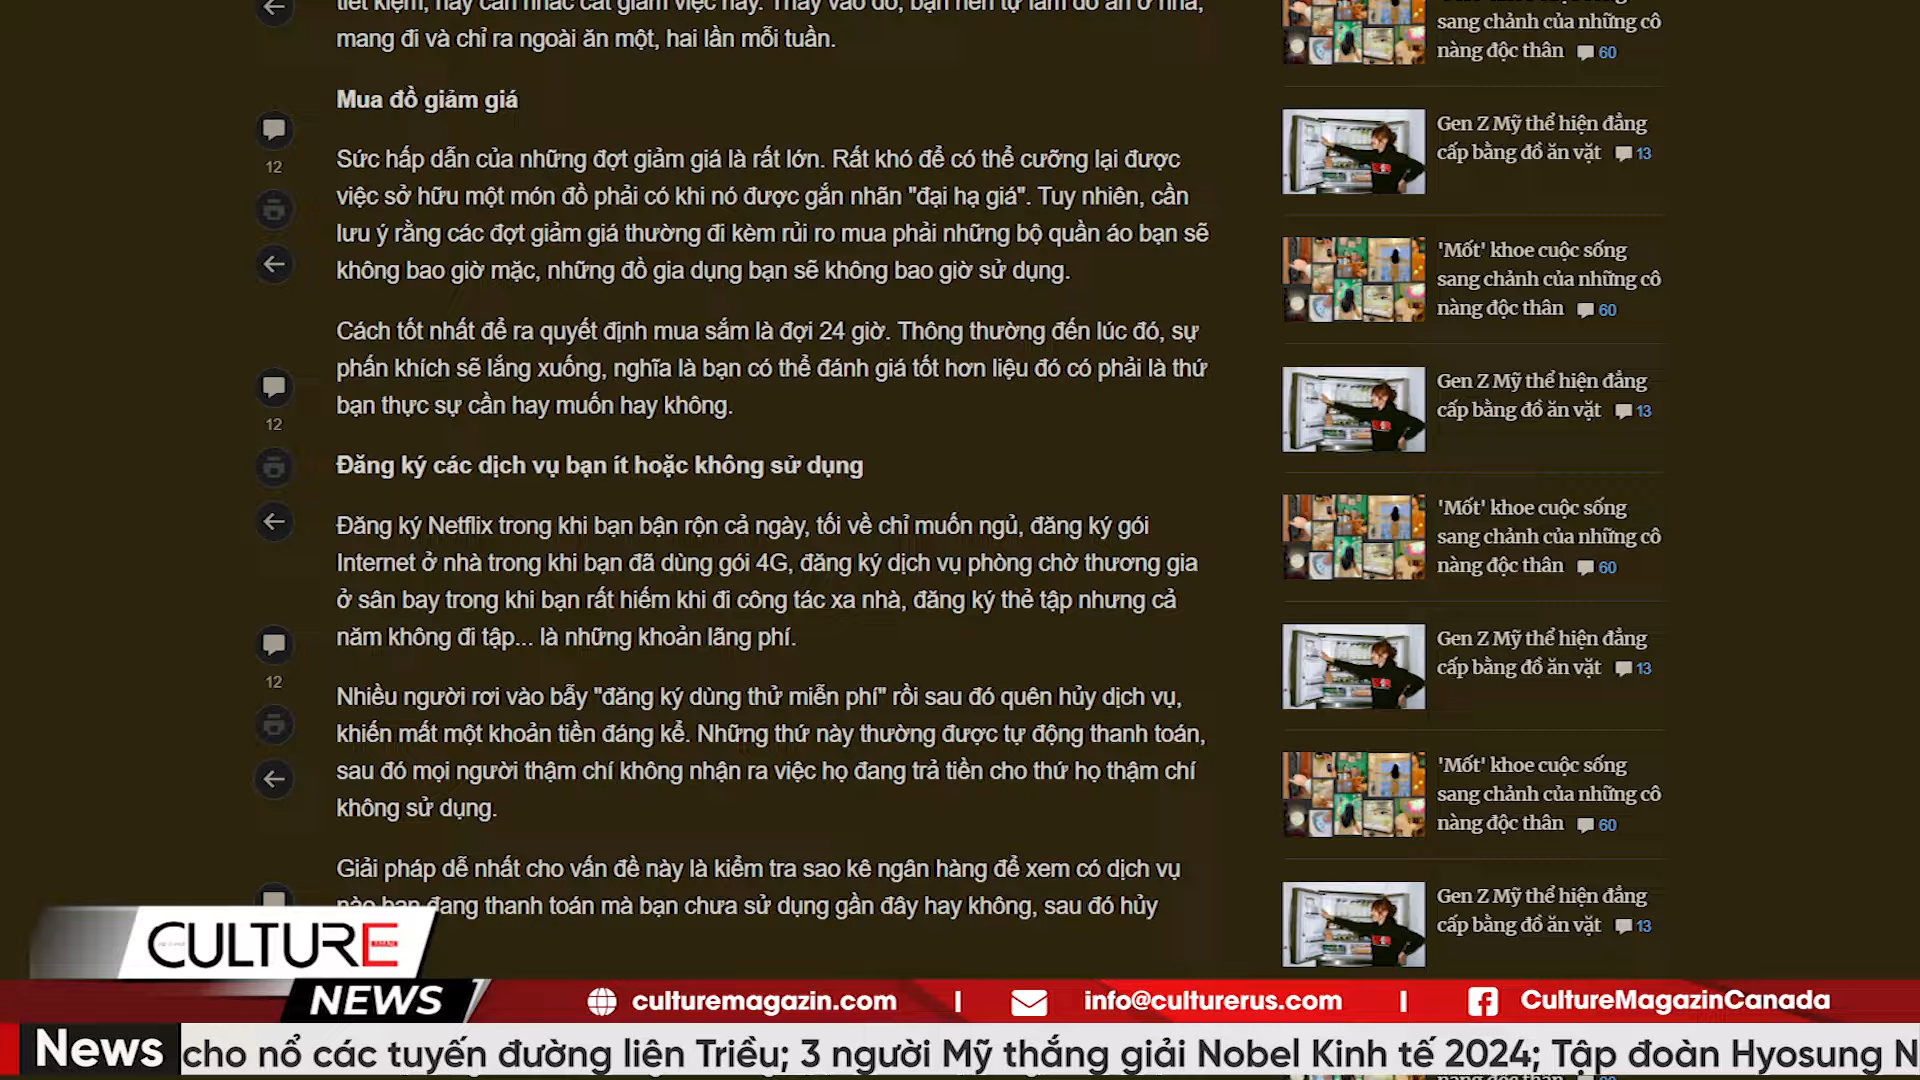 tiết kiệm, hãy cân nhắc cắt giảm việc này. Thay vào đó, bạn nên tự làm đồ ăn ở nhà,
mang đi và chỉ ra ngoài ăn một, hai lần mỗi tuần.
Mua đồ giảm giá
12
Sức hấp dẫn của những đợt giảm giá là rất lớn. Rất khó để có thể cưỡng lại được
việc sở hữu một món đồ phải có khi nó được gắn nhãn "đại hạ giá". Tuy nhiên, cần
lưu ý rằng các đợt giảm giá thường đi kèm rủi ro mua phải những bộ quần áo bạn sẽ
không bao giờ mặc, những đồ gia dụng bạn sẽ không bao giờ sử dụng.
Cách tốt nhất để ra quyết định mua sắm là đợi 24 giờ. Thông thường đến lúc đó, sự
phấn khích sẽ lắng xuống, nghĩa là bạn có thể đánh giá tốt hơn liệu đó có phải là thứ
bạn thực sự cần hay muốn hay không.
12
Đăng ký các dịch vụ bạn ít hoặc không sử dụng
Đăng ký Netflix trong khi bạn bận rộn cả ngày, tối về chỉ muốn ngủ, đăng ký gói
Internet ở nhà trong khi bạn đã dùng gói 4G, đăng ký dịch vụ phòng chờ thương gia
ở sân bay trong khi bạn rất hiếm khi đi công tác xa nhà, đăng ký thẻ tập nhưng cả
năm không đi tập... là những khoản lãng phí.
12
Nhiều người rơi vào bẫy "đăng ký dùng thử miễn phí" rồi sau đó quên hủy dịch vụ,
khiến mất một khoản tiền đáng kể. Những thứ này thường được tự động thanh toán,
sau đó mọi người thậm chí không nhận ra việc họ đang trả tiền cho thứ họ thậm chí
không sử dụng.
Giải pháp dễ nhất cho vấn đề này là kiểm tra sao kê ngân hàng để xem có dịch vụ
nào bạn đang thanh toán mà bạn chưa sử dụng gần đây hay không, sau đó hủy
sang chảnh của những cô
nàng độc thân 60
Gen Z Mỹ thể hiện đẳng
cấp bằng đồ ăn vặt 13
'Mốt' khoe cuộc sống
sang chảnh của những cô
nàng độc thân 60
Gen Z Mỹ thể hiện đẳng
cấp bằng đồ ăn vặt 13
'Mốt' khoe cuộc sống
sang chảnh của những cô
nàng độc thân 60
Gen Z Mỹ thể hiện đẳng
cấp bằng đồ ăn vặt 13
'Mốt' khoe cuộc sống
sang chảnh của những cô
nàng độc thân 60
Gen Z Mỹ thể hiện đẳng
cấp bằng đồ ăn vặt 13
CULTURE
NEWS
culturemagazin.com | info@culturerus.com | CultureMagazinCanada
News cho nổ các tuyến đường liên Triều; 3 người Mỹ thắng giải Nobel Kinh tế 2024; Tập đoàn Hyosung N